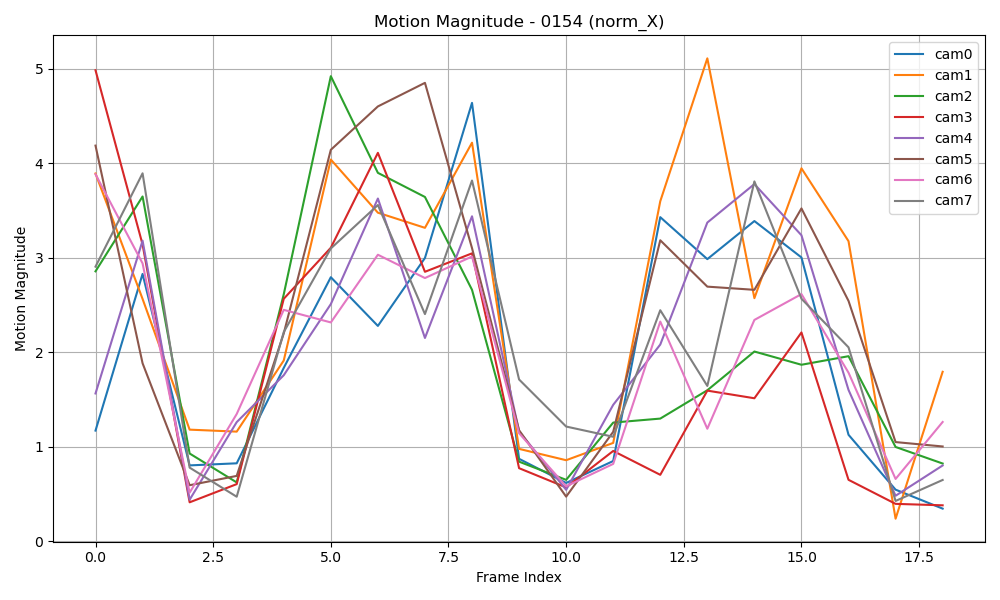 Motion Magnitude - 0154 (norm_X)
Motion Magnitude
5
4
3
2
1
0
0.0 2.5 5.0 7.5 10.0 12.5 15.0 17.5
Frame Index
cam0
cam1
cam2
cam3
cam4
cam5
cam6
cam7